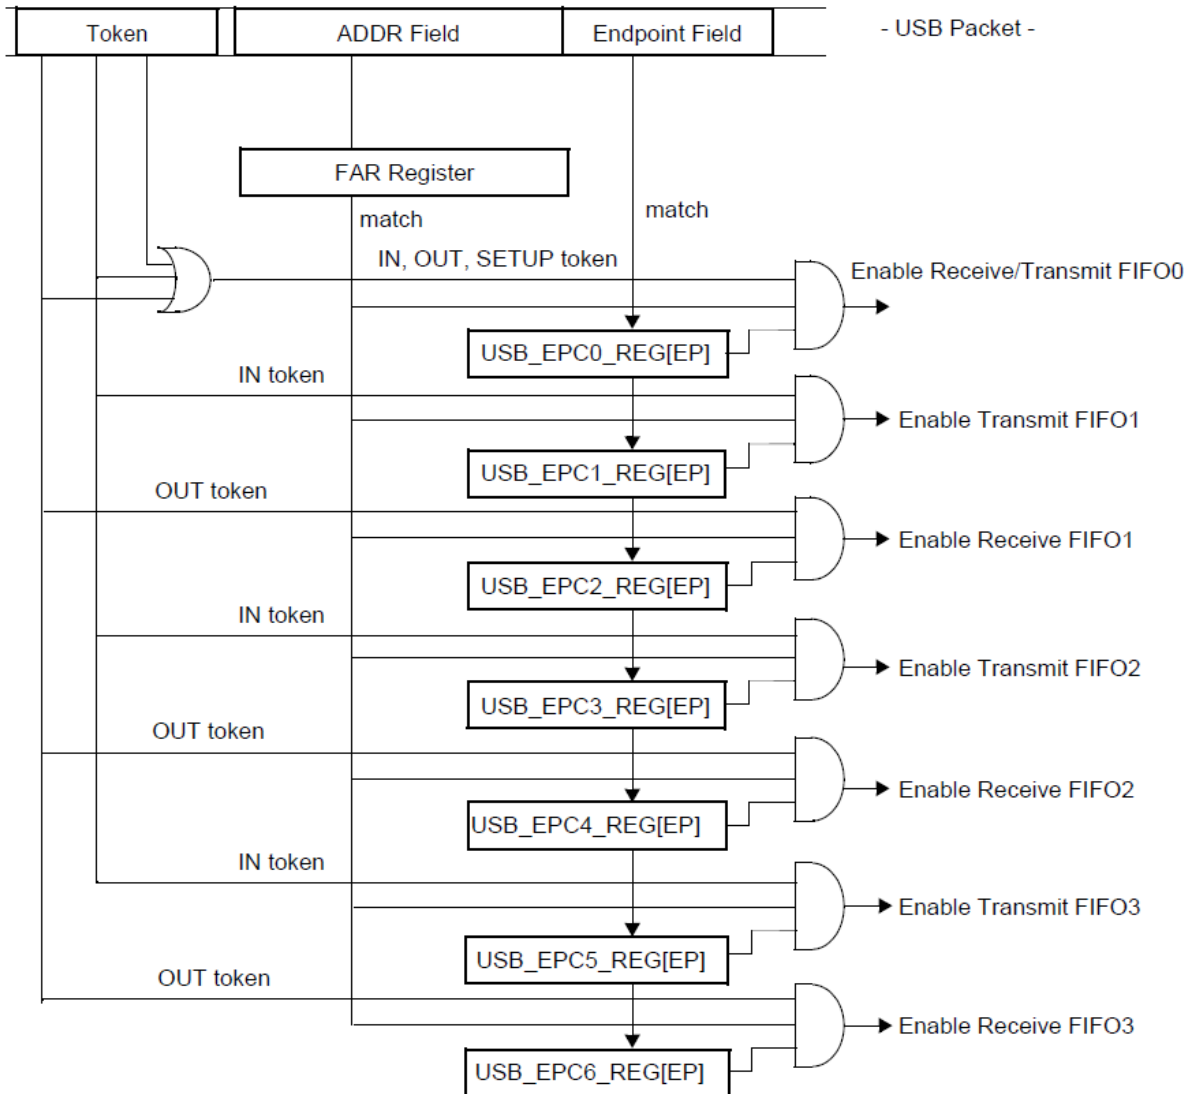 Token
ADDR Field
Endpoint Field
- USB Packet -
FAR Register
match
match
IN, OUT, SETUP token
Enable Receive/Transmit FIFO0
USB_EPC0_REG[EP]
IN token
Enable Transmit FIFO1
USB_EPC1_REG[EP]
OUT token
Enable Receive FIFO1
USB_EPC2_REG[EP]
IN token
Enable Transmit FIFO2
USB_EPC3_REG[EP]
OUT token
Enable Receive FIFO2
USB_EPC4_REG[EP]
IN token
Enable Transmit FIFO3
USB_EPC5_REG[EP]
OUT token
Enable Receive FIFO3
USB_EPC6_REG[EP]